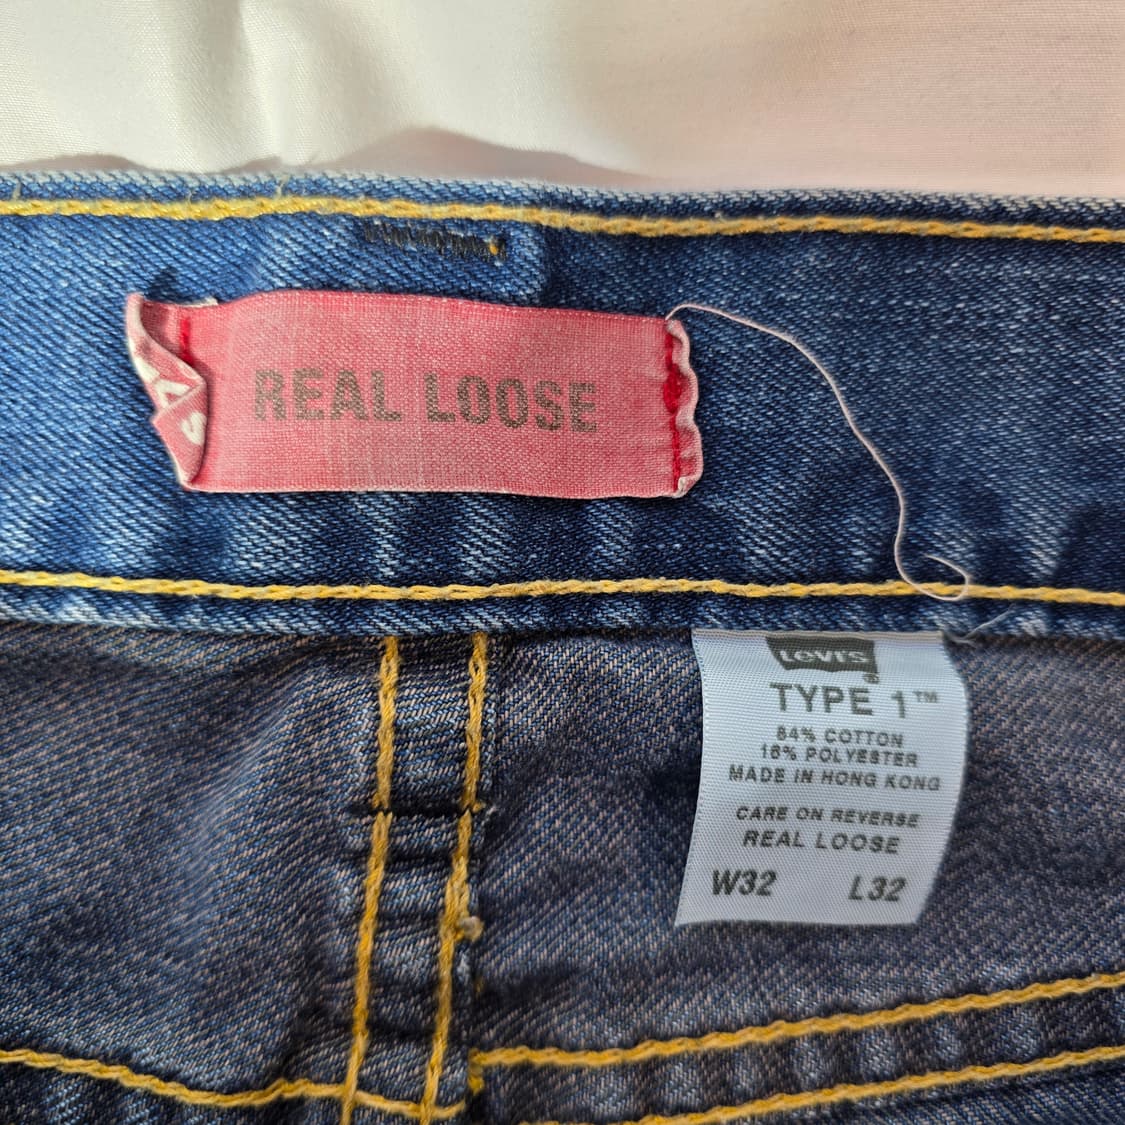 REAL LOOSE
Levi's
TYPE 1™
84% COTTON
16% POLYESTER
MADE IN HONG KONG
CARE ON REVERSE
REAL LOOSE
W32 L32